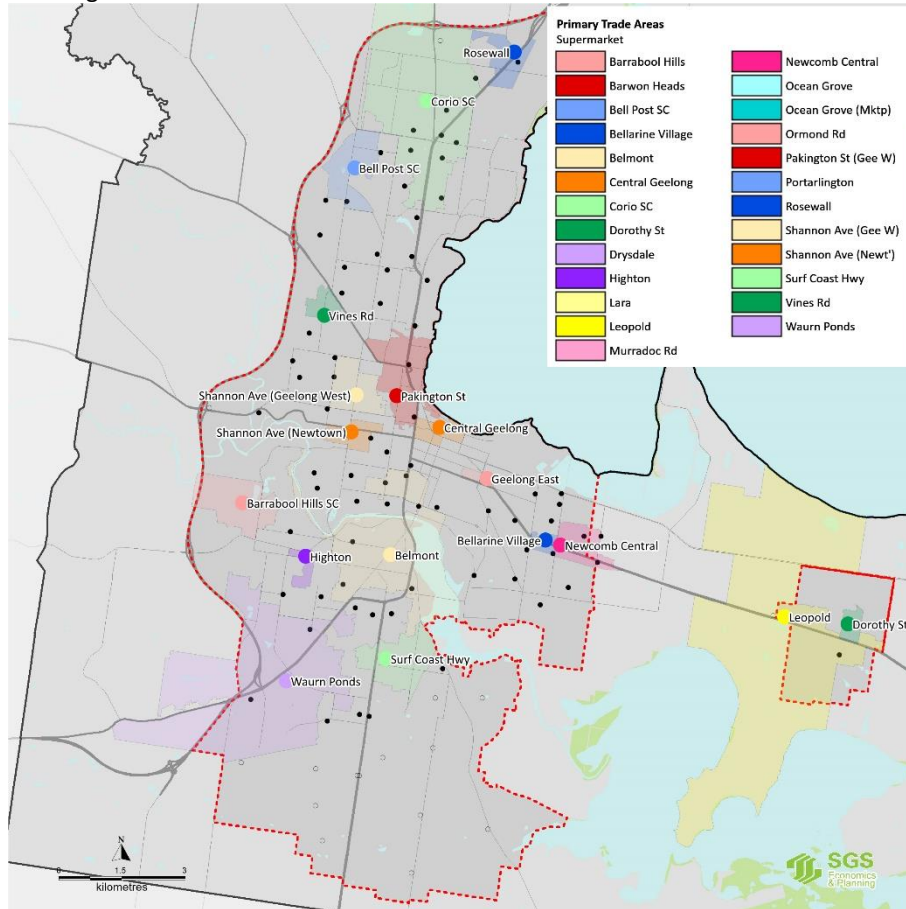 Primary Trade Areas
Supermarket
Barrabool Hills
Barwon Heads
Bell Post SC
Bellarine Village
Belmont
Central Geelong
Corio SC
Dorothy St
Drysdale
Highton
Lara
Leopold
Murradoc Rd
Newcomb Central
Ocean Grove
Ocean Grove (Mktp)
Ormond Rd
Pakington St (Gee W)
Portarlington
Rosewall
Shannon Ave (Gee W)
Shannon Ave (Newt')
Surf Coast Hwy
Vines Rd
Waurn Ponds
Rosewall
Corio SC
Bell Post SC
Vines Rd
Shannon Ave (Geelong West)
Pakington St
Shannon Ave (Newtown)
Central Geelong
Geelong East
Barrabool Hills SC
Bellarine Village
Newcomb Central
Highton
Belmont
Leopold
Dorothy St
Surf Coast Hwy
Waurn Ponds
N
0 1.5 3
kilometres
SGS
Economics
& Planning